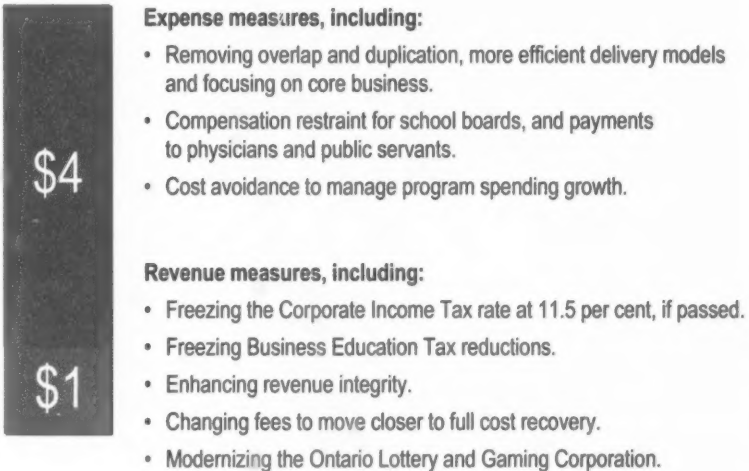 Expense measures, including:
• Removing overlap and duplication, more efficient delivery models
and focusing on core business.
• Compensation restraint for school boards, and payments
to physicians and public servants.
$4
• Cost avoidance to manage program spending growth.
Revenue measures, including:
• Freezing the Corporate Income Tax rate at 11.5 per cent, if passed.
• Freezing Business Education Tax reductions.
$1
• Enhancing revenue integrity.
• Changing fees to move closer to full cost recovery.
• Modernizing the Ontario Lottery and Gaming Corporation.